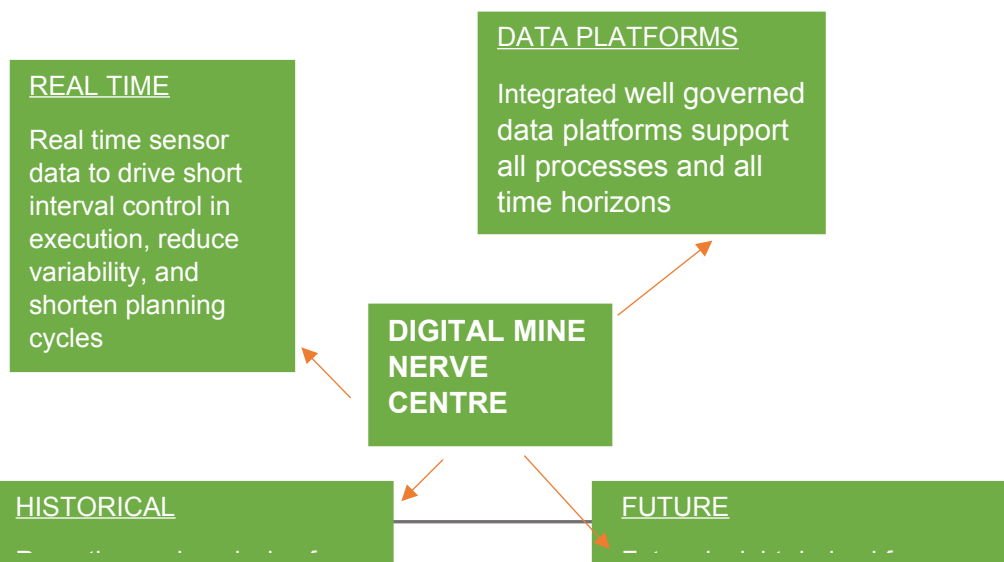 DATA PLATFORMS
Integrated well governed
data platforms support
all processes and all
time horizons
REAL TIME
Real time sensor
data to drive short
interval control in
execution, reduce
variability, and
shorten planning
cycles
DIGITAL MINE
NERVE
CENTRE
HISTORICAL
FUTURE